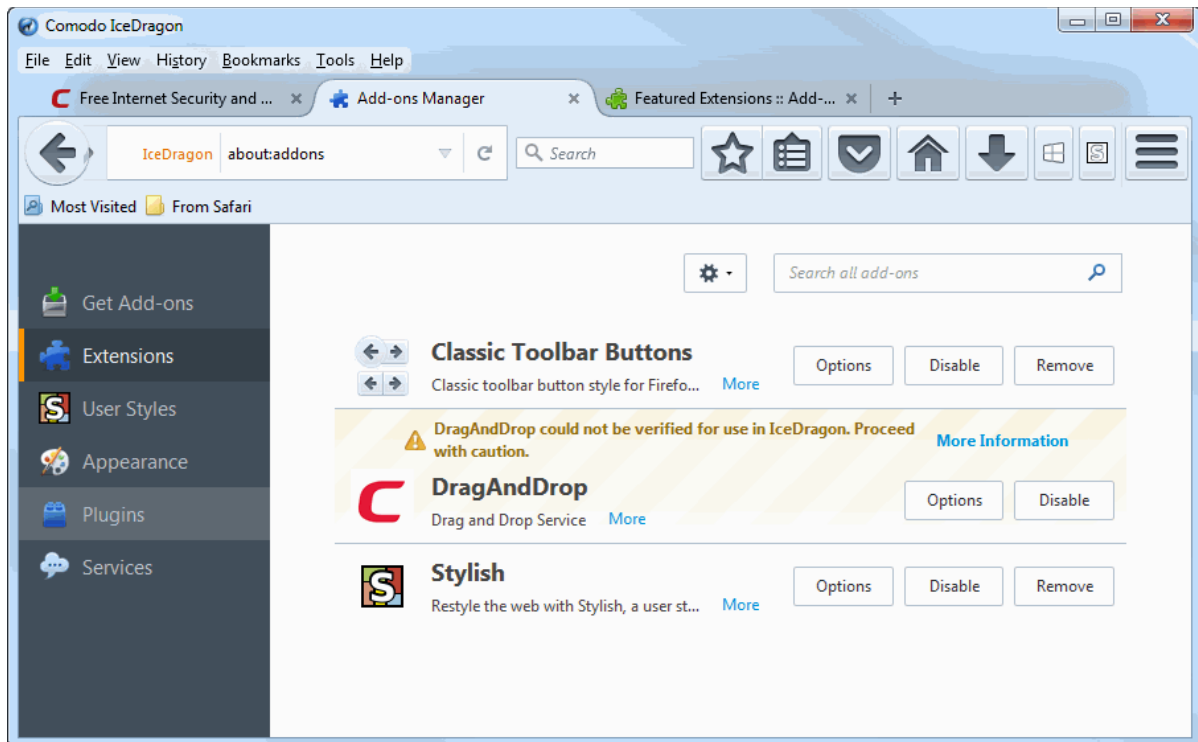 Comodo IceDragon
File Edit View History Bookmarks Tools Help
Free Internet Security and ... Add-ons Manager Featured Extensions :: Add-...
IceDragon about:addons Search
Most Visited From Safari
Search all add-ons
Get Add-ons
Extensions
User Styles
Appearance
Plugins
Services
Classic Toolbar Buttons
Classic toolbar button style for Firefo... More
Options Disable Remove
DragAndDrop could not be verified for use in IceDragon. Proceed
with caution.
More Information
DragAndDrop
Drag and Drop Service More
Options Disable
Stylish
Restyle the web with Stylish, a user st... More
Options Disable Remove